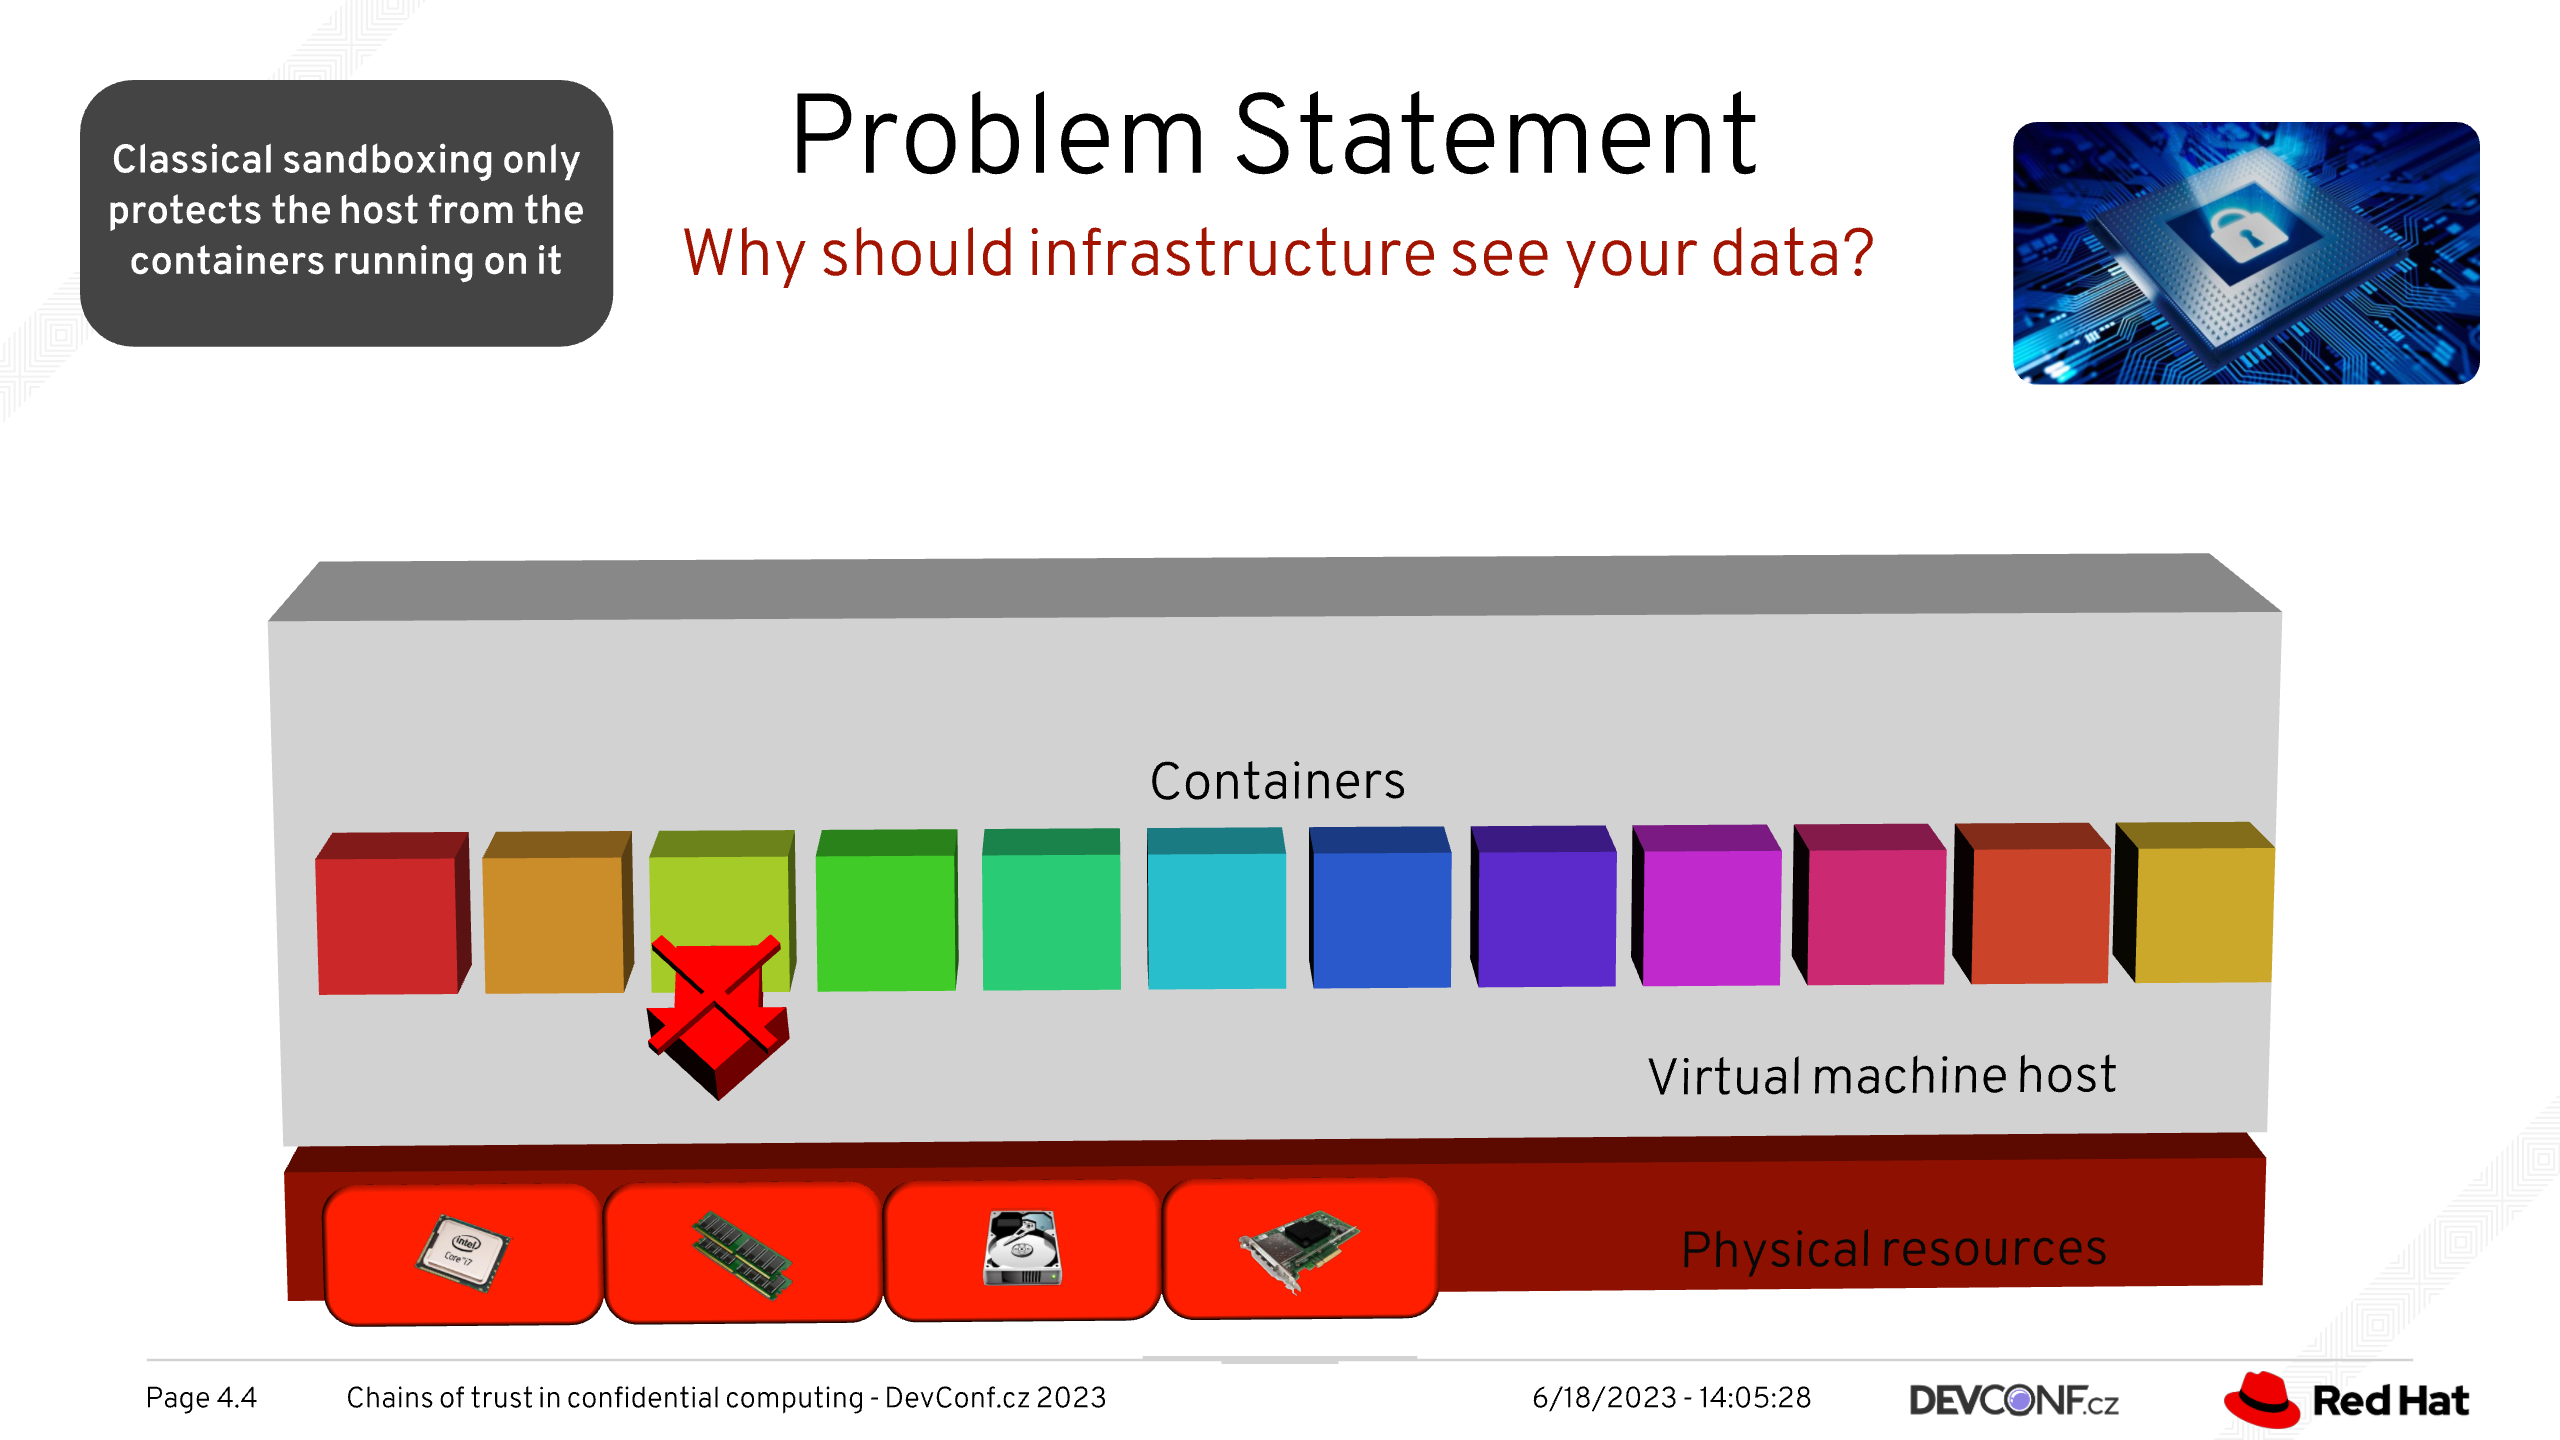 Classical sandboxing only
protects the host from the
containers running on it
Problem Statement
Why should infrastructure see your data?
Containers
Virtual machine host
Physical resources
intel
Core i7
Page 4.4
Chains of trust in confidential computing - DevConf.cz 2023
6/18/2023 - 14:05:28
DEVCONF.cz
Red Hat